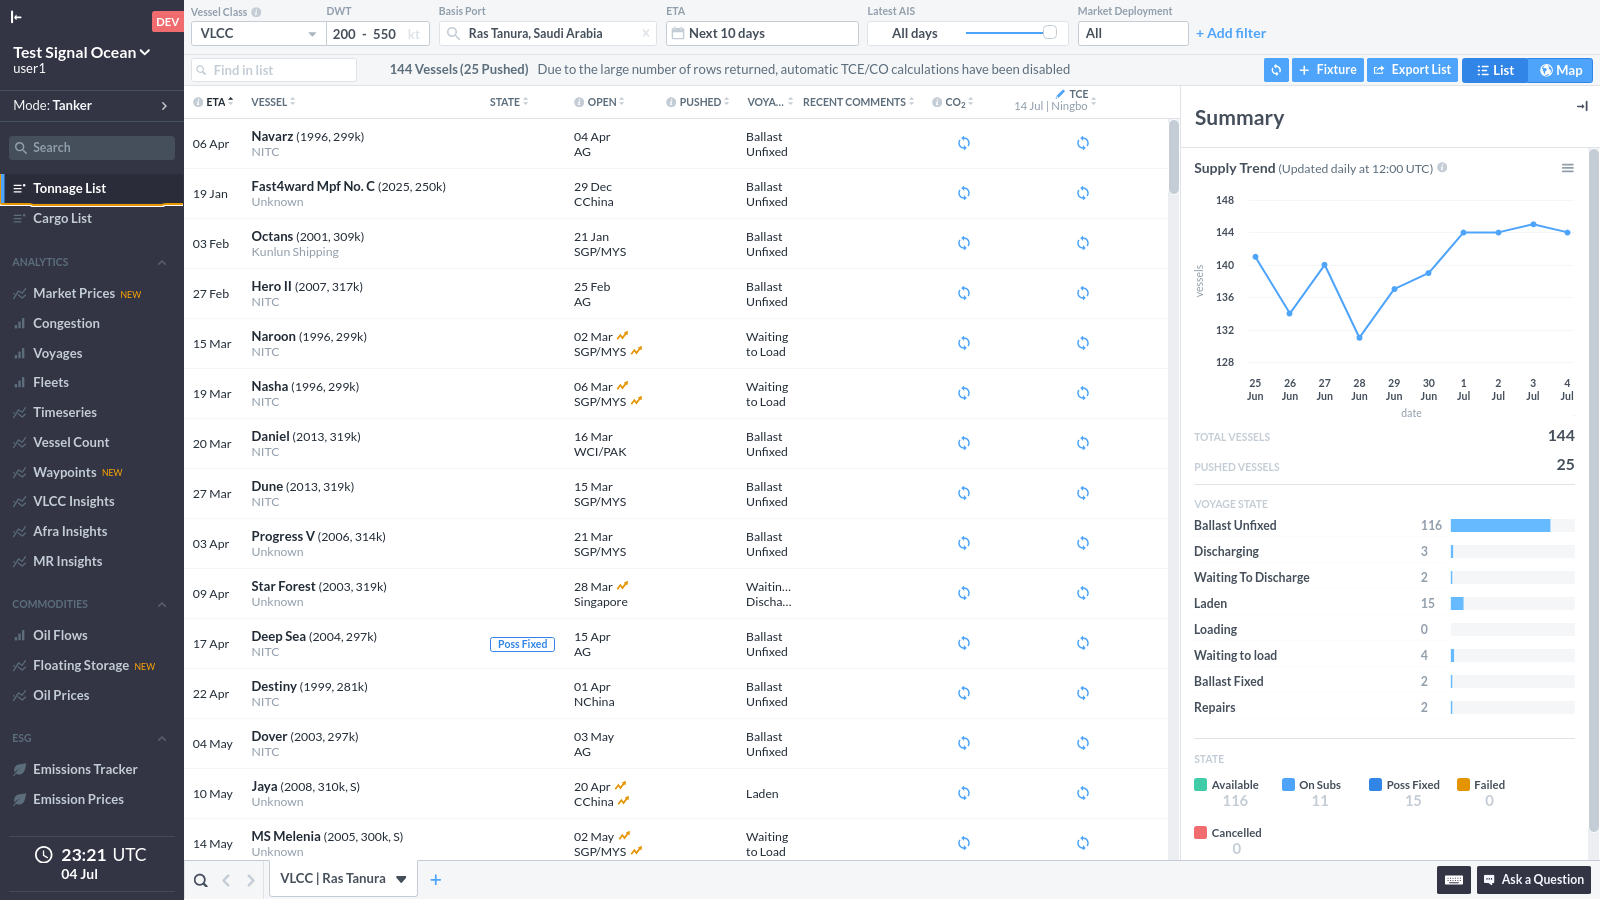 DEV
Test Signal Ocean
user1
Mode: Tanker
Search
Tonnage List
Cargo List
ANALYTICS
Market Prices NEW
Congestion
Voyages
Fleets
Timeseries
Vessel Count
Waypoints NEW
VLCC Insights
Afra Insights
MR Insights
COMMODITIES
Oil Flows
Floating Storage NEW
Oil Prices
ESG
Emissions Tracker
Emission Prices
23:21 UTC
04 Jul
Vessel Class DWT Basis Port ETA Latest AIS Market Deployment
VLCC 200 - 550 kt Ras Tanura, Saudi Arabia × Next 10 days All days All + Add filter
Find in list 144 Vessels (25 Pushed) Due to the large number of rows returned, automatic TCE/CO calculations have been disabled + Fixture Export List List Map
ETA VESSEL STATE OPEN PUSHED VOYA... RECENT COMMENTS CO2 TCE
14 Jul | Ningbo
06 Apr Navarz (1996, 299k) 04 Apr Ballast
NITC AG Unfixed
19 Jan Fast4ward Mpf No. C (2025, 250k) 29 Dec Ballast
Unknown CChina Unfixed
03 Feb Octans (2001, 309k) 21 Jan Ballast
Kunlun Shipping SGP/MYS Unfixed
27 Feb Hero II (2007, 317k) 25 Feb Ballast
NITC AG Unfixed
15 Mar Naroon (1996, 299k) 02 Mar Waiting
NITC SGP/MYS to Load
19 Mar Nasha (1996, 299k) 06 Mar Waiting
NITC SGP/MYS to Load
20 Mar Daniel (2013, 319k) 16 Mar Ballast
NITC WCI/PAK Unfixed
27 Mar Dune (2013, 319k) 15 Mar Ballast
NITC SGP/MYS Unfixed
03 Apr Progress V (2006, 314k) 21 Mar Ballast
Unknown SGP/MYS Unfixed
09 Apr Star Forest (2003, 319k) 28 Mar Waitin...
Unknown Singapore Discha...
17 Apr Deep Sea (2004, 297k) Poss Fixed 15 Apr Ballast
NITC AG Unfixed
22 Apr Destiny (1999, 281k) 01 Apr Ballast
NITC NChina Unfixed
04 May Dover (2003, 297k) 03 May Ballast
NITC AG Unfixed
10 May Jaya (2008, 310k, S) 20 Apr Laden
Unknown CChina
14 May MS Melenia (2005, 300k, S) 02 May Waiting
Unknown SGP/MYS to Load
VLCC | Ras Tanura +
Summary
Supply Trend (Updated daily at 12:00 UTC)
148
144
140
136
132
128
vessels
25 26 27 28 29 30 1 2 3 4
Jun Jun Jun Jun Jun Jun Jul Jul Jul Jul
date
TOTAL VESSELS 144
PUSHED VESSELS 25
VOYAGE STATE
Ballast Unfixed 116
Discharging 3
Waiting To Discharge 2
Laden 15
Loading 0
Waiting to load 4
Ballast Fixed 2
Repairs 2
STATE
Available On Subs Poss Fixed Failed
116 11 15 0
Cancelled
0
Ask a Question